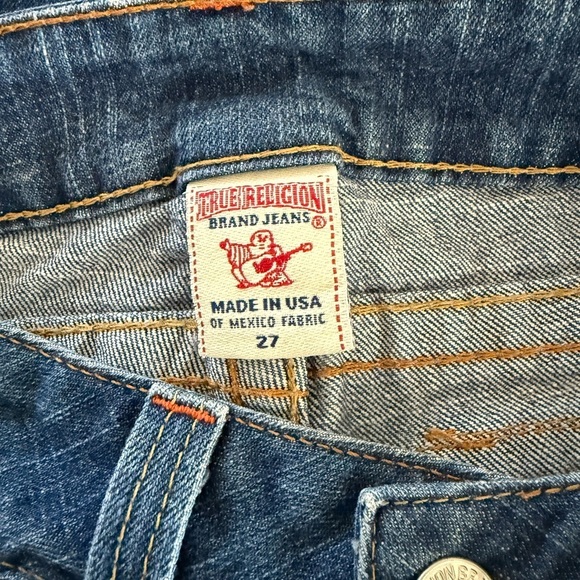 TRUE RELIGION
BRAND JEANS ®
MADE IN USA
OF MEXICO FABRIC
27